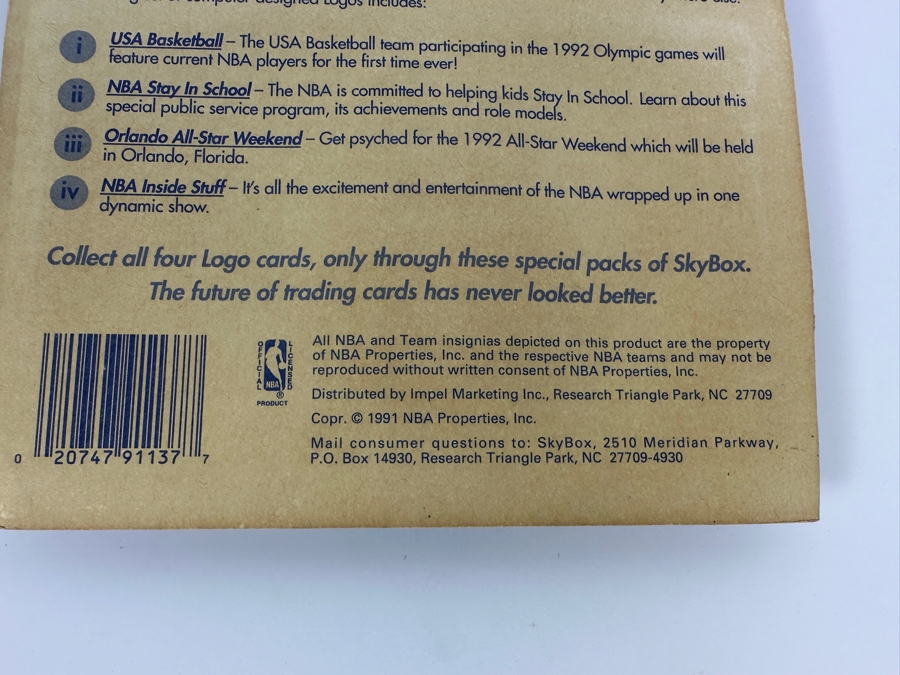 computer designed Logos includes:
i USA Basketball – The USA Basketball team participating in the 1992 Olympic games will
feature current NBA players for the first time ever!
ii NBA Stay In School – The NBA is committed to helping kids Stay In School. Learn about this
special public service program, its achievements and role models.
iii Orlando All-Star Weekend – Get psyched for the 1992 All-Star Weekend which will be held
in Orlando, Florida.
iv NBA Inside Stuff – It's all the excitement and entertainment of the NBA wrapped up in one
dynamic show.
Collect all four Logo cards, only through these special packs of SkyBox.
The future of trading cards has never looked better.
0 20747 91137 7
OFFICIAL LICENSED
NBA
®
PRODUCT
All NBA and Team insignias depicted on this product are the property
of NBA Properties, Inc. and the respective NBA teams and may not be
reproduced without written consent of NBA Properties, Inc.
Distributed by Impel Marketing Inc., Research Triangle Park, NC 27709
Copr. © 1991 NBA Properties, Inc.
Mail consumer questions to: SkyBox, 2510 Meridian Parkway,
P.O. Box 14930, Research Triangle Park, NC 27709-4930